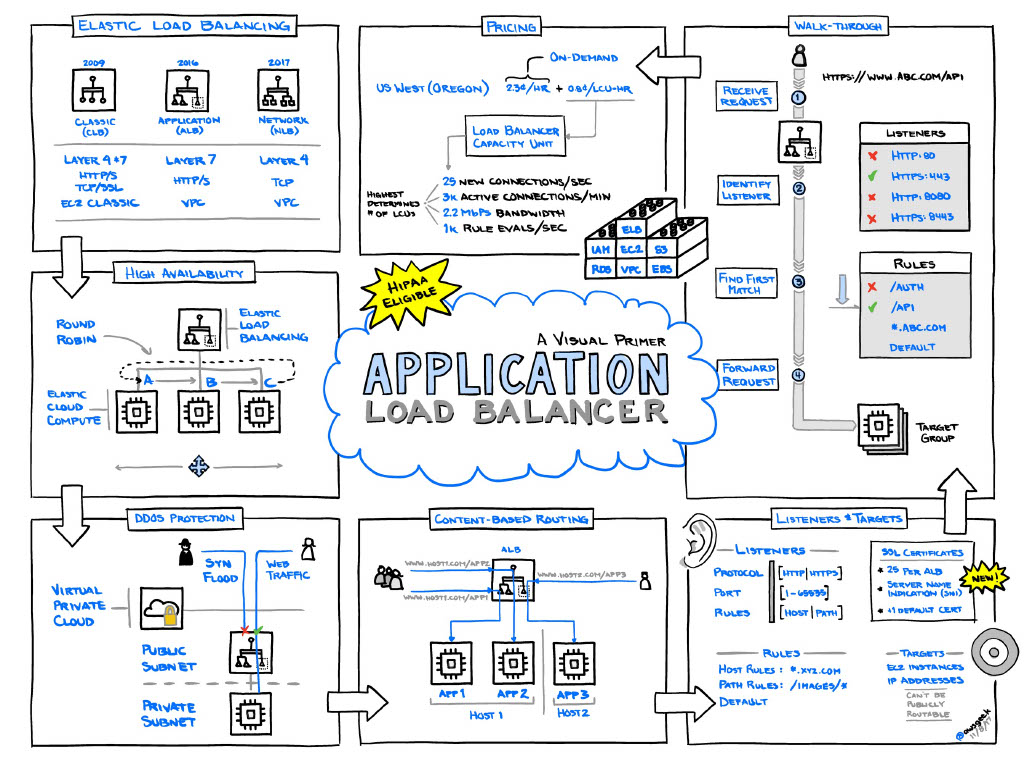 ELASTIC LOAD BALANCING
2009
CLASSIC
(CLB)
2016
APPLICATION
(ALB)
2017
NETWORK
(NLB)
LAYER 4 & 7
HTTP/S
TCP/SSL
EC2 CLASSIC
LAYER 7
HTTP/S
VPC
LAYER 4
TCP
VPC
HIGH AVAILABILITY
ROUND
ROBIN
ELASTIC
LOAD
BALANCING
A
B
C
ELASTIC
CLOUD
COMPUTE
DDOS PROTECTION
SYN
FLOOD
WEB
TRAFFIC
VIRTUAL
PRIVATE
CLOUD
PUBLIC
SUBNET
PRIVATE
SUBNET
PRICING
ON-DEMAND
US WEST (OREGON) 2.3¢/HR + 0.8¢/LCU-HR
LOAD BALANCER
CAPACITY UNIT
HIGHEST
DETERMINES
# OF LCUS
25 NEW CONNECTIONS/SEC
3K ACTIVE CONNECTIONS/MIN
2.2 MBPS BANDWIDTH
1K RULE EVALS/SEC
ELB
IAM EC2 S3
RDS VPC EBS
HIPAA
ELIGIBLE
A VISUAL PRIMER
APPLICATION
LOAD BALANCER
CONTENT-BASED ROUTING
ALB
WWW.HOST1.COM/APP2
WWW.HOST2.COM/APP3
WWW.HOST1.COM/APP1
APP 1
APP 2
APP 3
HOST 1
HOST2
LISTENERS & TARGETS
LISTENERS
PROTOCOL [HTTP|HTTPS]
PORT [1-65535]
RULES [HOST|PATH]
SSL CERTIFICATES
* 25 PER ALB
* SERVER NAME
INDICATION (SNI)
* +1 DEFAULT CERT
NEW!
RULES
HOST RULES: *.XYZ.COM
PATH RULES: /IMAGES/*
DEFAULT
TARGETS
EC2 INSTANCES
IP ADDRESSES
CAN'T BE
PUBLICLY
ROUTABLE
@awsgeek
11/8/17
WALK-THROUGH
HTTPS://WWW.ABC.COM/API
RECEIVE
REQUEST
1
LISTENERS
HTTP:80
HTTPS:443
HTTP:8080
HTTPS:8443
IDENTIFY
LISTENER
2
RULES
/AUTH
/API
*.ABC.COM
DEFAULT
FIND FIRST
MATCH
3
FORWARD
REQUEST
4
TARGET
GROUP